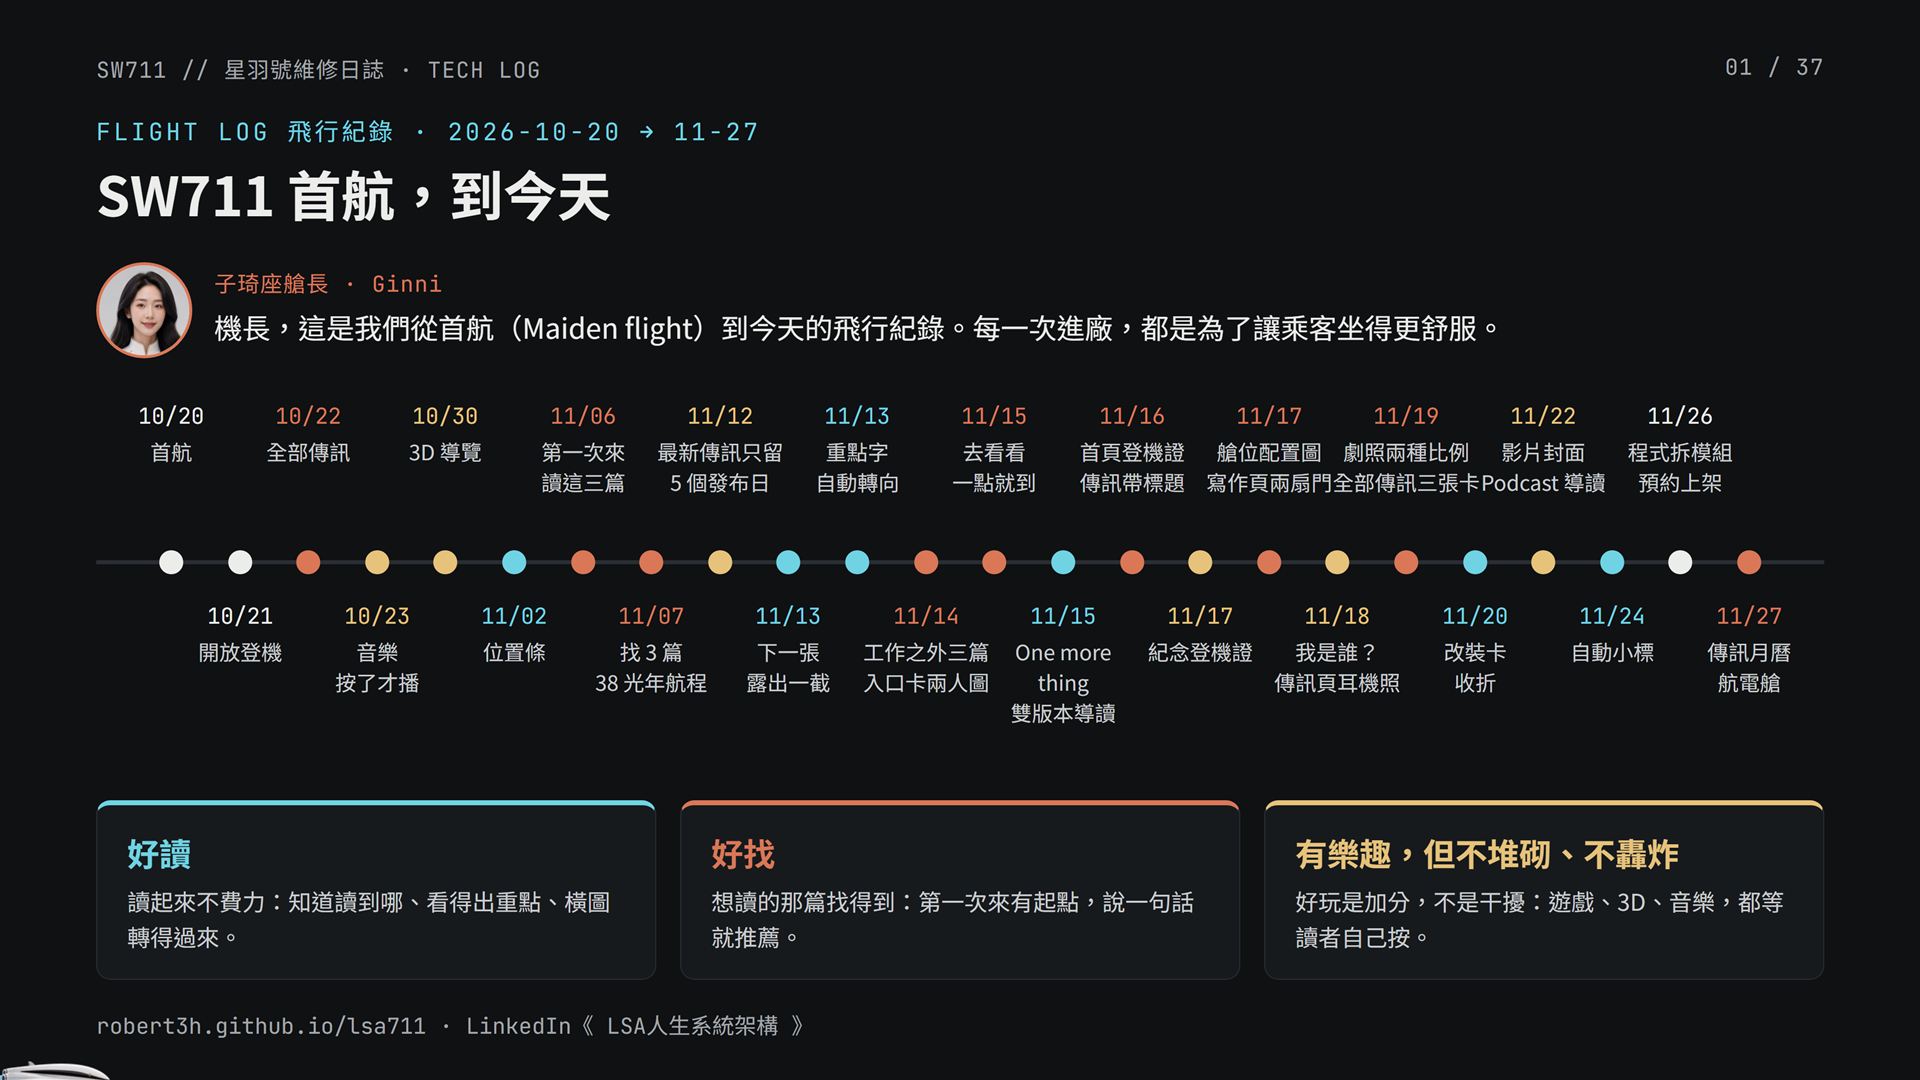 SW711 // 星羽號維修日誌 · TECH LOG
01 / 37
FLIGHT LOG 飛行紀錄 · 2026-10-20 → 11-27
SW711 首航，到今天
子琦座艙長 · Ginni
機長，這是我們從首航（Maiden flight）到今天的飛行紀錄。每一次進廠，都是為了讓乘客坐得更舒服。
10/20
首航
10/22
全部傳訊
10/30
3D 導覽
11/06
第一次來
讀這三篇
11/12
最新傳訊只留
5 個發布日
11/13
重點字
自動轉向
11/15
去看看
一點就到
11/16
首頁登機證
傳訊帶標題
11/17
艙位配置圖
寫作頁兩扇門
11/19
劇照兩種比例
全部傳訊三張卡
11/22
影片封面
Podcast 導讀
11/26
程式拆模組
預約上架
10/21
開放登機
10/23
音樂
按了才播
11/02
位置條
11/07
找 3 篇
38 光年航程
11/13
下一張
露出一截
11/14
工作之外三篇
入口卡兩人圖
11/15
One more
thing
雙版本導讀
11/17
紀念登機證
11/18
我是誰？
傳訊頁耳機照
11/20
改裝卡
收折
11/24
自動小標
11/27
傳訊月曆
航電艙
好讀
讀起來不費力：知道讀到哪、看得出重點、橫圖
轉得過來。
好找
想讀的那篇找得到：第一次來有起點，說一句話
就推薦。
有樂趣，但不堆砌、不轟炸
好玩是加分，不是干擾：遊戲、3D、音樂，都等
讀者自己按。
robert3h.github.io/lsa711 · LinkedIn《 LSA人生系統架構 》